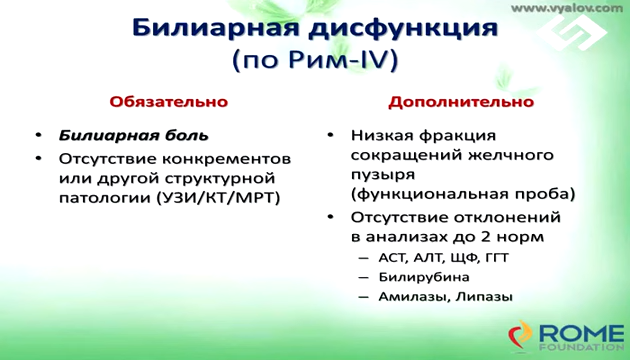 www.vyalov.com
Билиарная дисфункция
(по Рим-IV)
Обязательно
• Билиарная боль
• Отсутствие конкрементов
или другой структурной
патологии (УЗИ/КТ/МРТ)
Дополнительно
• Низкая фракция
сокращений желчного
пузыря
(функциональная проба)
• Отсутствие отклонений
в анализах до 2 норм
– АСТ, АЛТ, ЩФ, ГГТ
– Билирубина
– Амилазы, Липазы
ROME
FOUNDATION